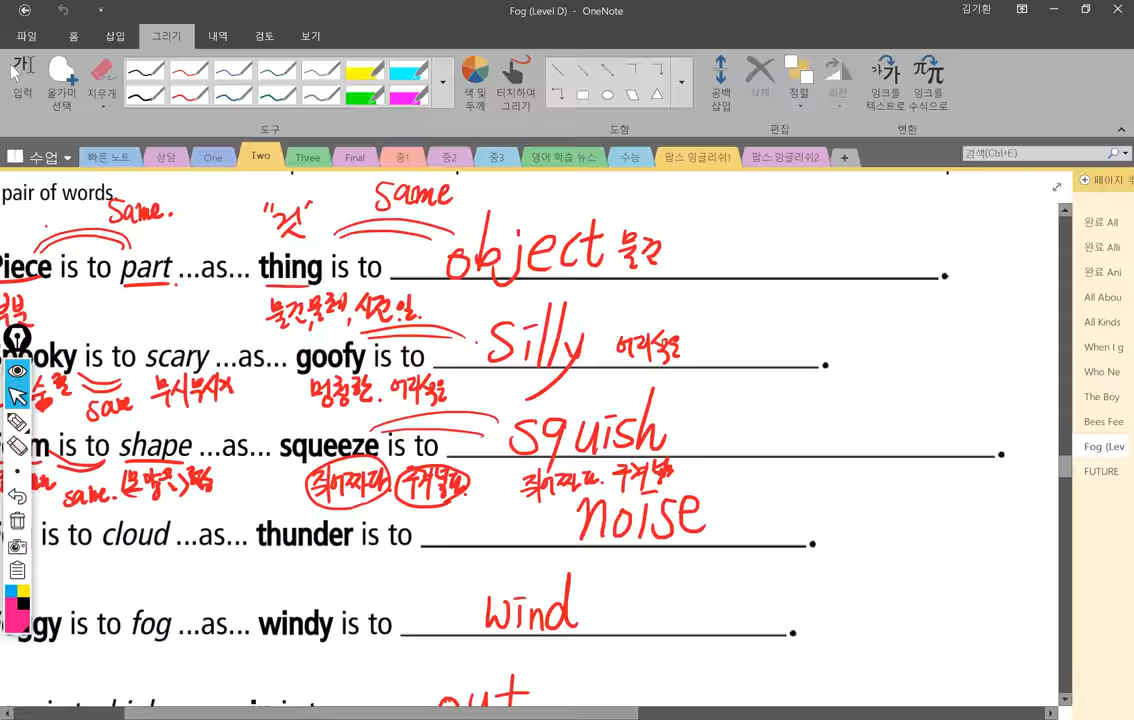 Fog (Level D) - OneNote
김기환
파일 홈 삽입 그리기 내역 검토 보기
입력 올가미 선택 지우개 색 및 두께 터치하여 그리기 공백 삽입 삭제 정렬 회전 잉크를 텍스트로 잉크를 수식으로
도구 도형 편집 변환
수업 빠른 노트 상담 One Two Three Final 중1 중2 중3 영어 학습 뉴스 수능 팝스 잉글리쉬1 팝스 잉글리쉬2
검색(Ctrl+E)
페이지 추
완료 All
완료 Alli
완료 Ani
All Abou
All Kinds
When I g
Who Ne
The Boy
Bees Fee
Fog (Lev
FUTURE
pair of words.
Same. "것" Same
Piece is to part ...as... thing is to object 물건.
물건, 물체, 사건. 일.
ooky is to scary ...as... goofy is to silly 어리석은.
same 무시무시한 멍청한. 어리석은
m is to shape ...as... squeeze is to squish.
same. 쥐어짜다 쥐어짜다.
is to cloud ...as... thunder is to noise.
ggy is to fog ...as... windy is to wind.
out